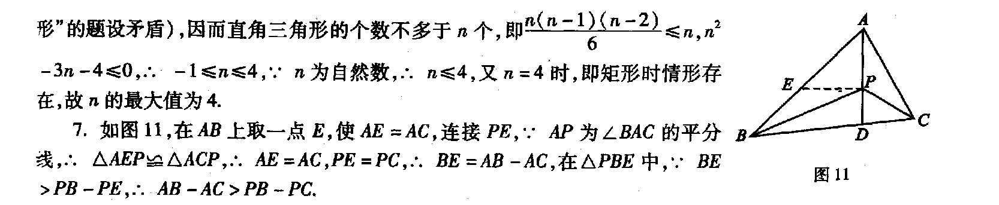 形”的题设矛盾),因而直角三角形的个数不多于 n 个,即 n(n-1)(n-2)/6 ≤n,n²
-3n-4≤0,∴ -1≤n≤4,∵ n 为自然数,∴ n≤4,又 n=4 时,即矩形时情形存
在,故 n 的最大值为 4.
7. 如图 11,在 AB 上取一点 E,使 AE=AC,连接 PE,∵ AP 为∠BAC 的平分
线,∴ △AEP≌△ACP,∴ AE=AC,PE=PC,∴ BE=AB-AC,在△PBE 中,∵ BE
>PB-PE,∴ AB-AC>PB-PC.
A
E
P
B
D
C
图 11